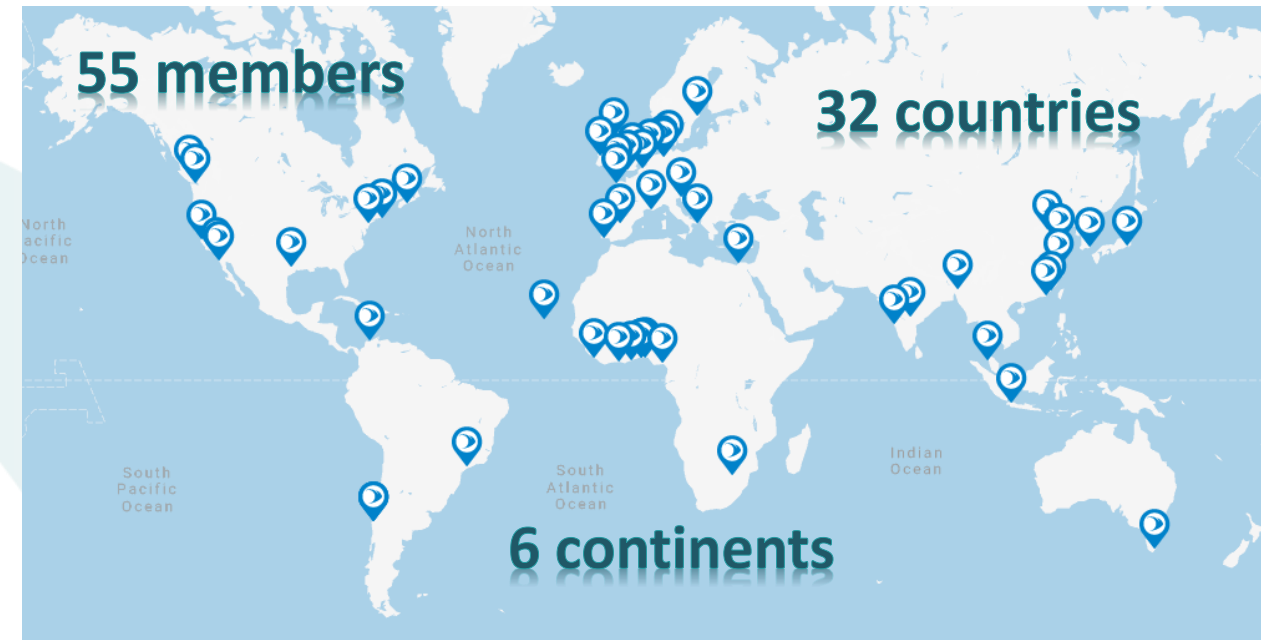 55 members
32 countries
North
acific
Ocean
North
Atlantic
Ocean
Indian
Ocean
South
Pacific
Ocean
South
Atlantic
Ocean
6 continents